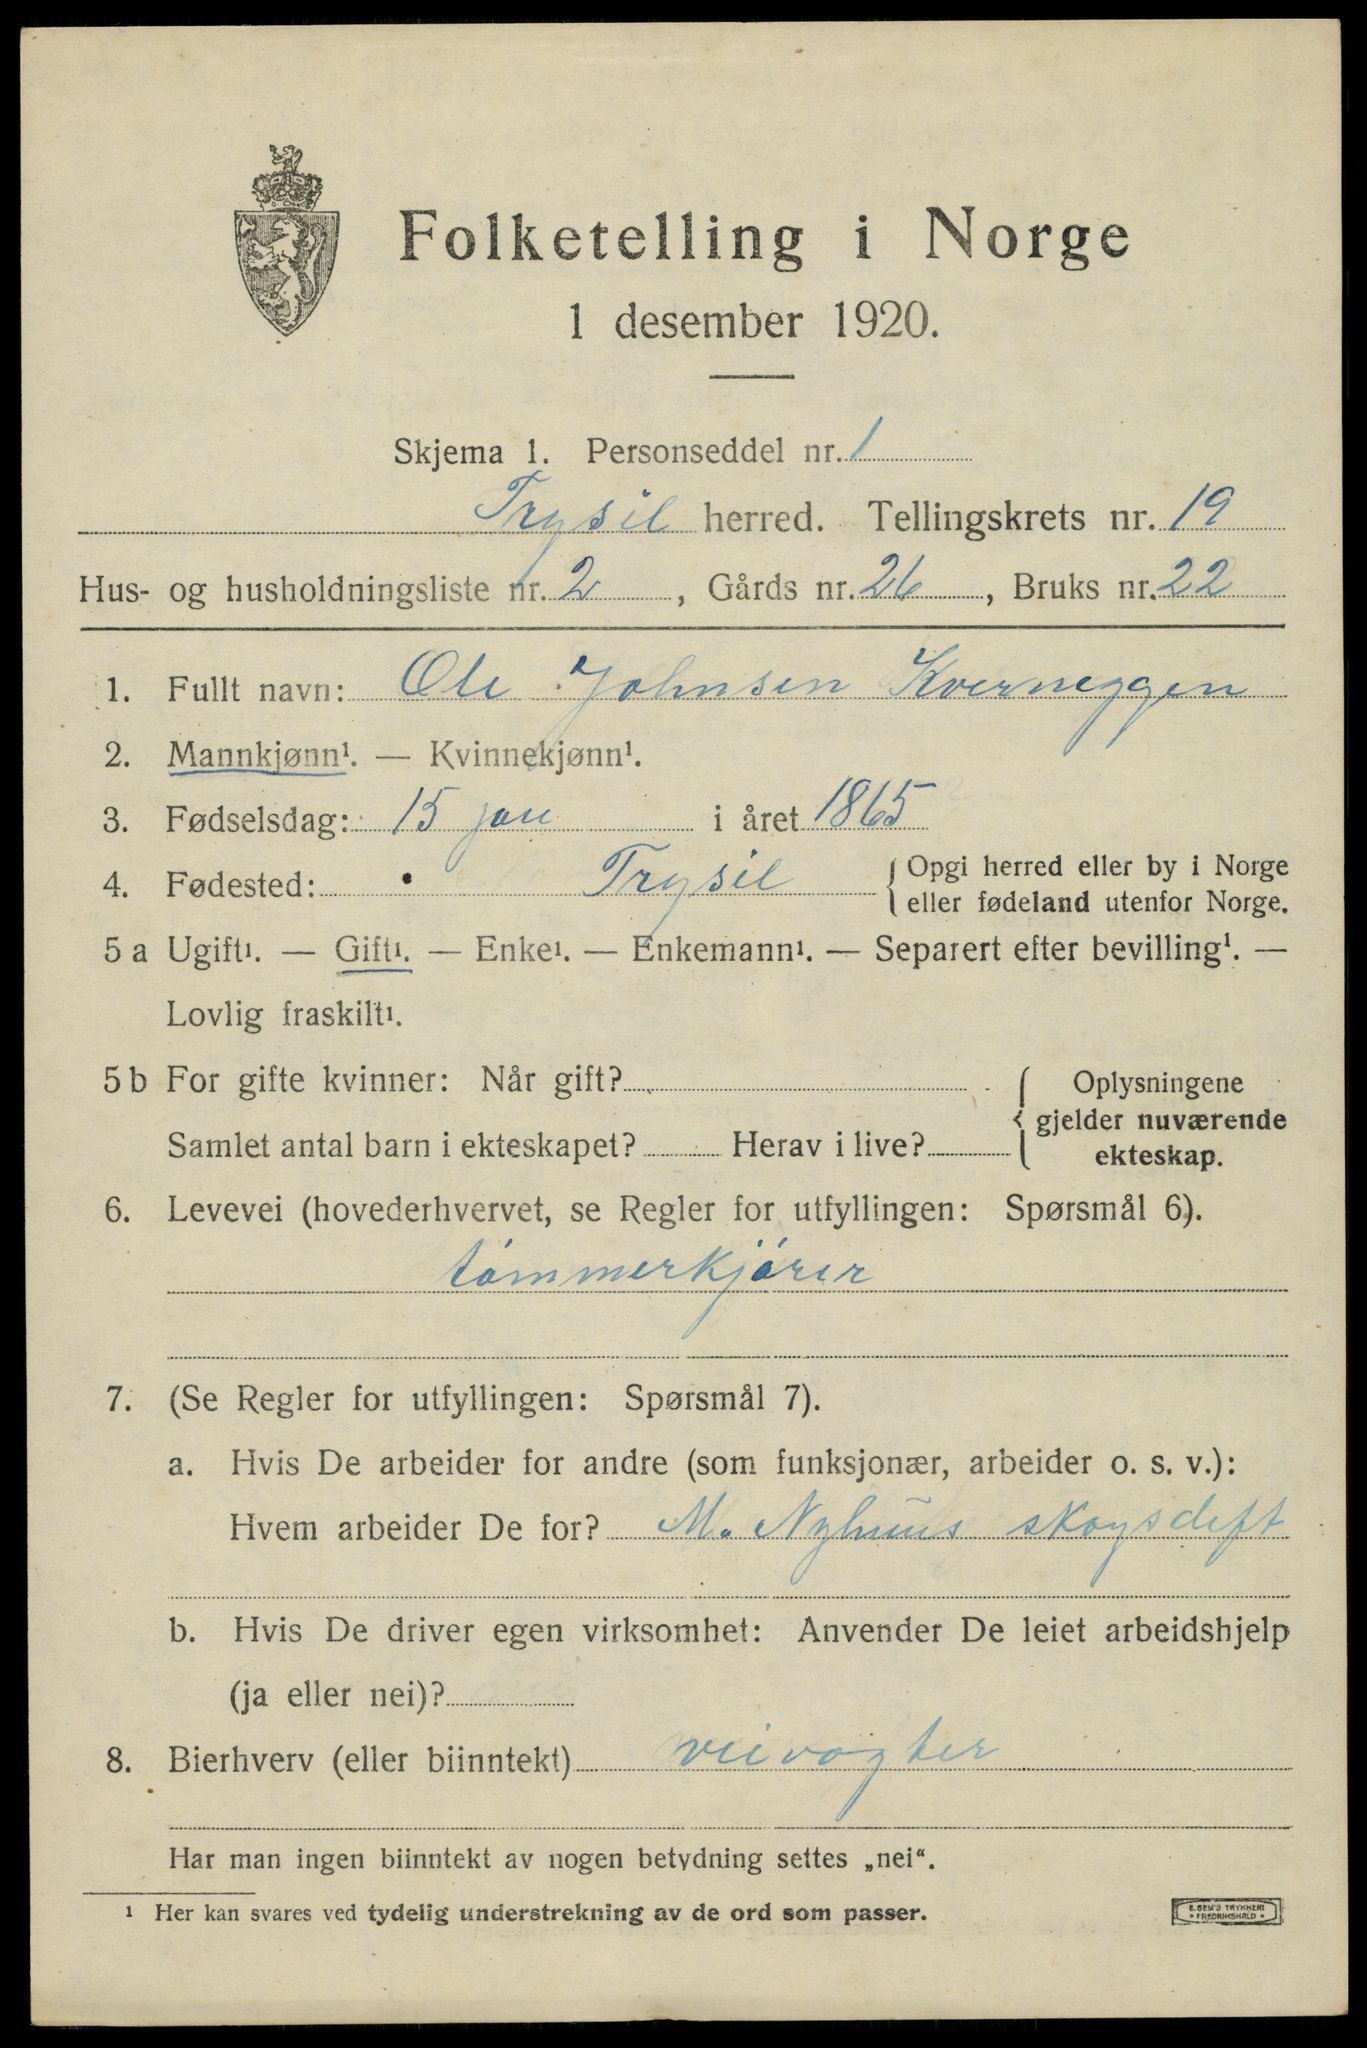 Folketelling i Norge
1 desember 1920.
Skjema 1. Personseddel nr. 1
Trysil herred. Tellingskrets nr. 19
Hus- og husholdningsliste nr. 2, Gårds nr. 26, Bruks nr. 22
1. Fullt navn: Ole Johnsen Kverneggen
2. Mannkjønn¹. — Kvinnekjønn¹.
3. Fødselsdag: 15 jan i året 1865
4. Fødested: Trysil { Opgi herred eller by i Norge
eller fødeland utenfor Norge.
5 a Ugift¹. — Gift¹. — Enke¹. — Enkemann¹. — Separert efter bevilling¹. —
Lovlig fraskilt¹.
5 b For gifte kvinner: Når gift? { Oplysningene
gjelder nuværende
Samlet antal barn i ekteskapet? Herav i live? ekteskap.
6. Levevei (hovederhvervet, se Regler for utfyllingen: Spørsmål 6).
tømmerkjører
7. (Se Regler for utfyllingen: Spørsmål 7).
a. Hvis De arbeider for andre (som funksjonær, arbeider o. s. v.):
Hvem arbeider De for? M. Nyhuus skogsdrift
b. Hvis De driver egen virksomhet: Anvender De leiet arbeidshjelp
(ja eller nei)?
8. Bierhverv (eller biinntekt) veivogter
Har man ingen biinntekt av nogen betydning settes „nei“.
¹ Her kan svares ved tydelig understrekning av de ord som passer.
E. SEM'S TRYKKERI
• FREDRIKSHALD •